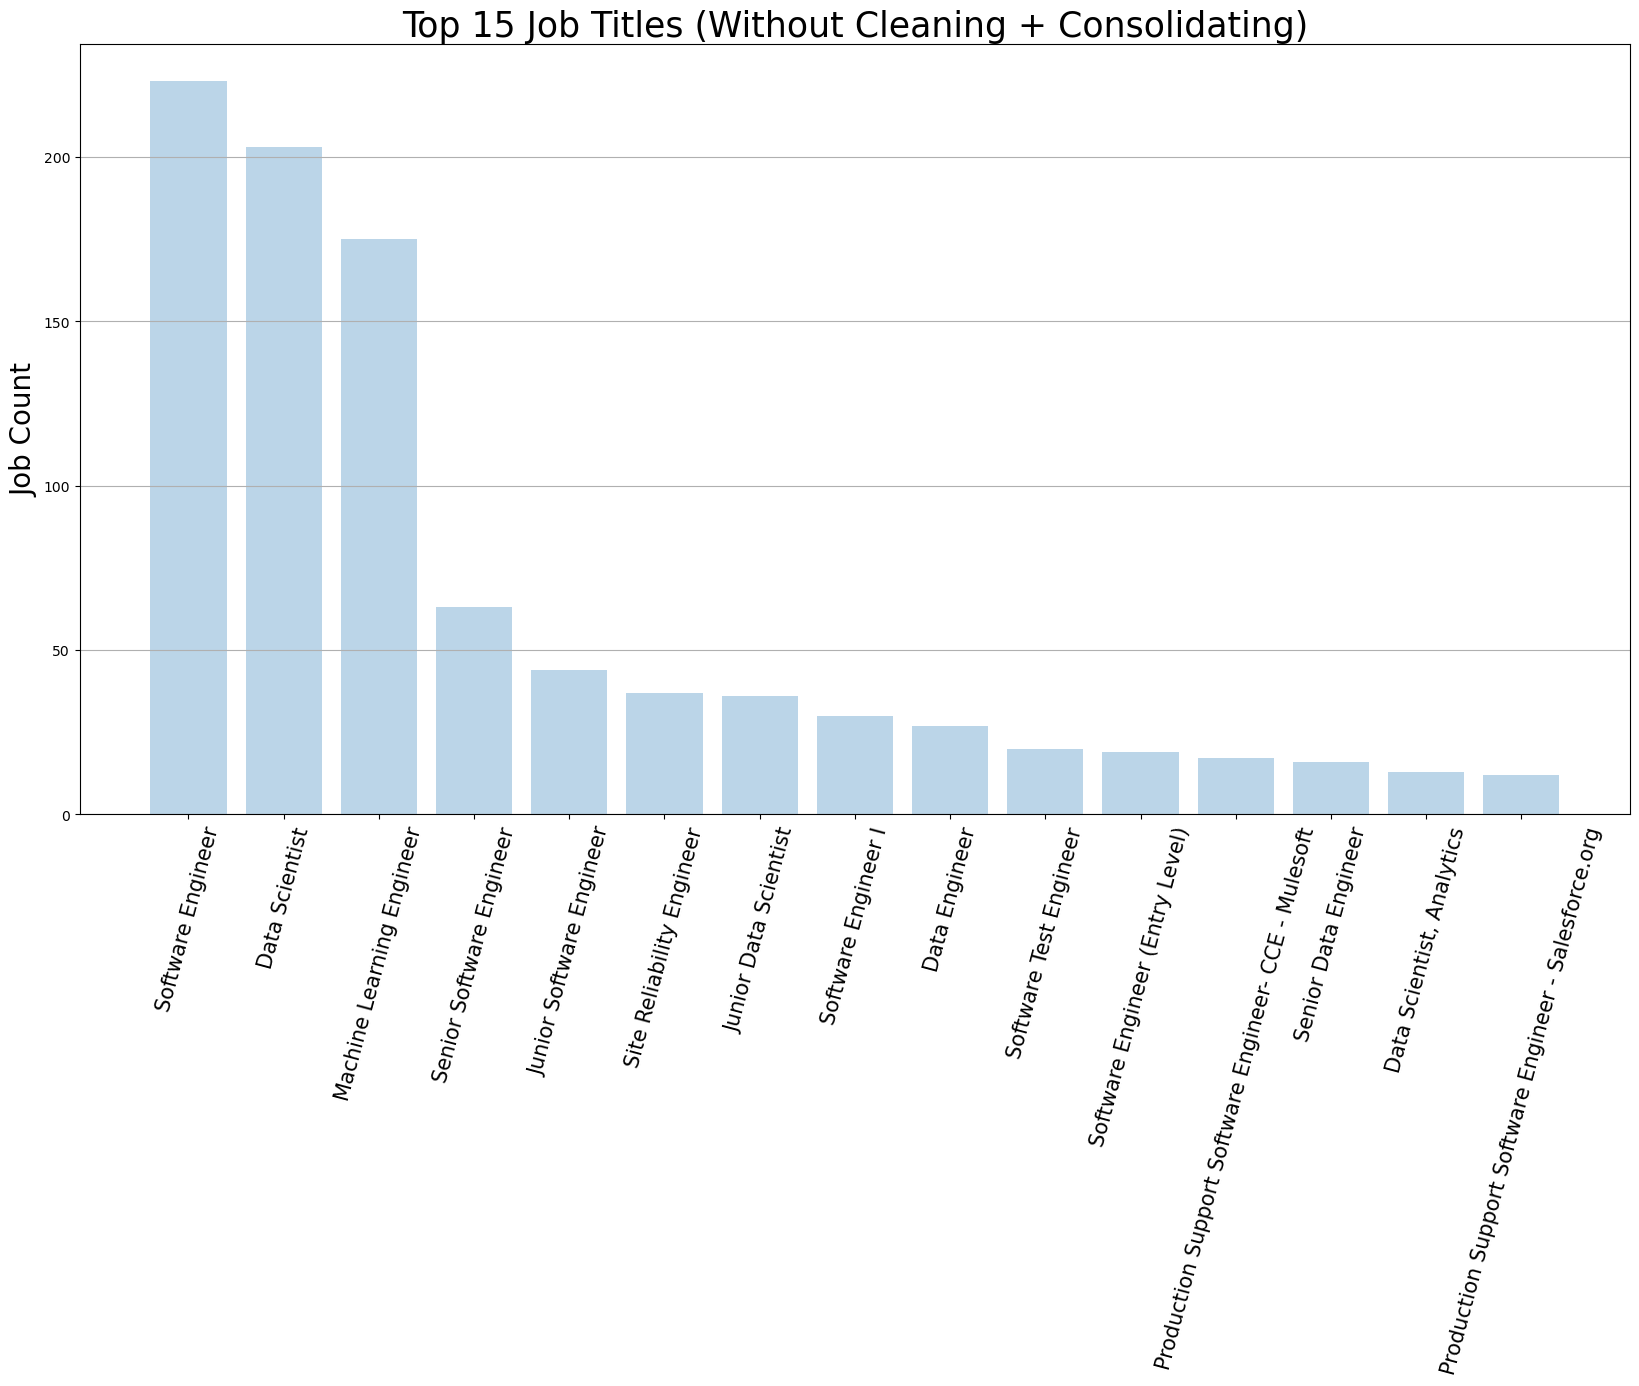 Top 15 Job Titles (Without Cleaning + Consolidating)
Job Count
200
150
100
50
0
Software Engineer
Data Scientist
Machine Learning Engineer
Senior Software Engineer
Junior Software Engineer
Site Reliability Engineer
Junior Data Scientist
Software Engineer I
Data Engineer
Software Test Engineer
Software Engineer (Entry Level)
Production Support Software Engineer- CCE - Mulesoft
Senior Data Engineer
Data Scientist, Analytics
Production Support Software Engineer - Salesforce.org